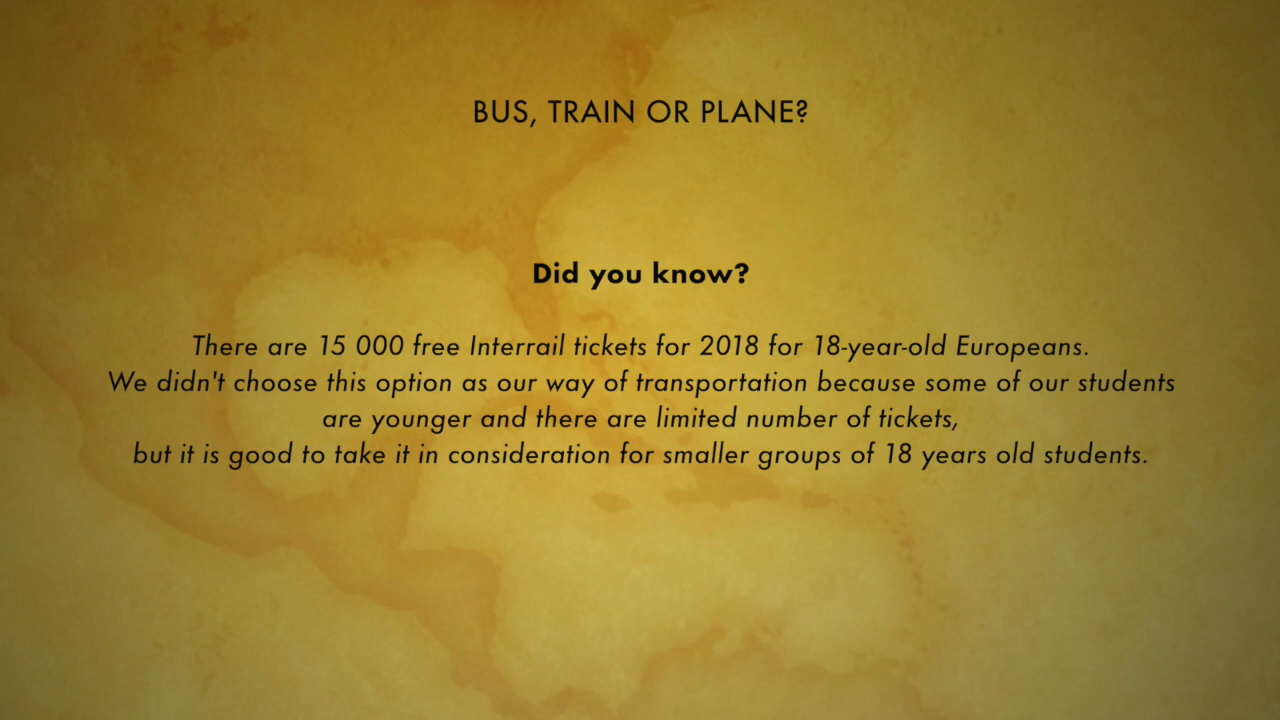 BUS, TRAIN OR PLANE?
Did you know?
There are 15 000 free Interrail tickets for 2018 for 18-year-old Europeans.
We didn't choose this option as our way of transportation because some of our students
are younger and there are limited number of tickets,
but it is good to take it in consideration for smaller groups of 18 years old students.